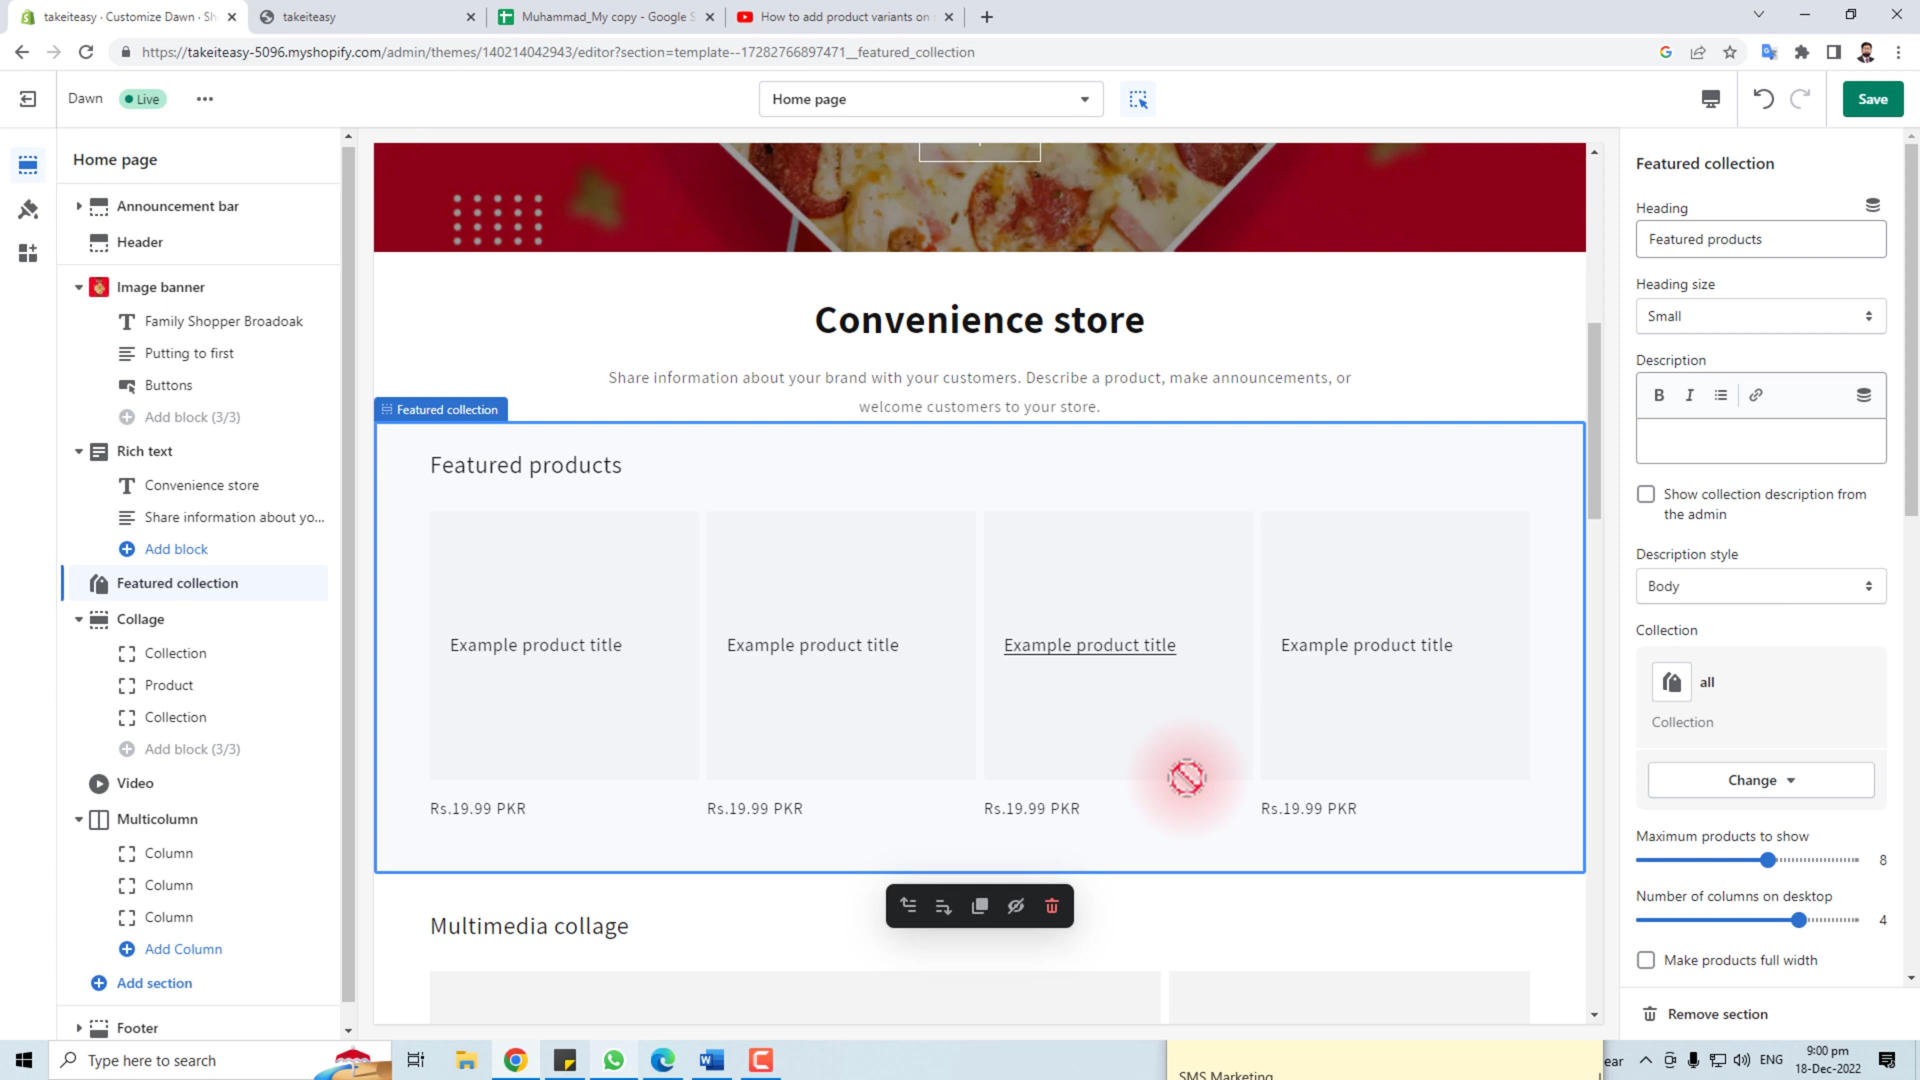 takeiteasy · Customize Dawn · Sh
takeiteasy
Muhammad_My copy - Google S
How to add product variants on
https://takeiteasy-5096.myshopify.com/admin/themes/140214042943/editor?section=template--17282766897471__featured_collection
Dawn
Live
Home page
Save
Home page
Announcement bar
Header
Image banner
Family Shopper Broadoak
Putting to first
Buttons
Add block (3/3)
Rich text
Convenience store
Share information about yo...
Add block
Featured collection
Collage
Collection
Product
Collection
Add block (3/3)
Video
Multicolumn
Column
Column
Column
Add Column
Add section
Footer
Convenience store
Share information about your brand with your customers. Describe a product, make announcements, or
welcome customers to your store.
Featured collection
Featured products
Example product title Example product title Example product title Example product title
Rs.19.99 PKR Rs.19.99 PKR Rs.19.99 PKR Rs.19.99 PKR
Multimedia collage
Featured collection
Heading
Featured products
Heading size
Small
Description
B I
Show collection description from
the admin
Description style
Body
Collection
all
Collection
Change
Maximum products to show
8
Number of columns on desktop
4
Make products full width
Remove section
Type here to search
SMS Marketing
ear
ENG
9:00 pm
18-Dec-2022